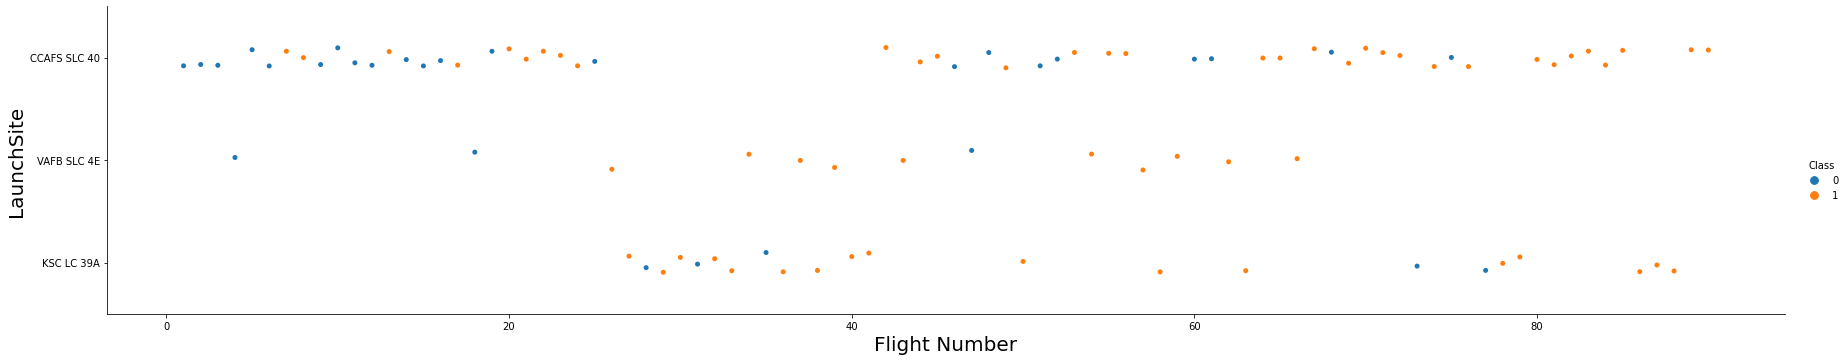 LaunchSite
CCAFS SLC 40
VAFB SLC 4E
KSC LC 39A
0
20
40
60
80
Flight Number
Class
0
1